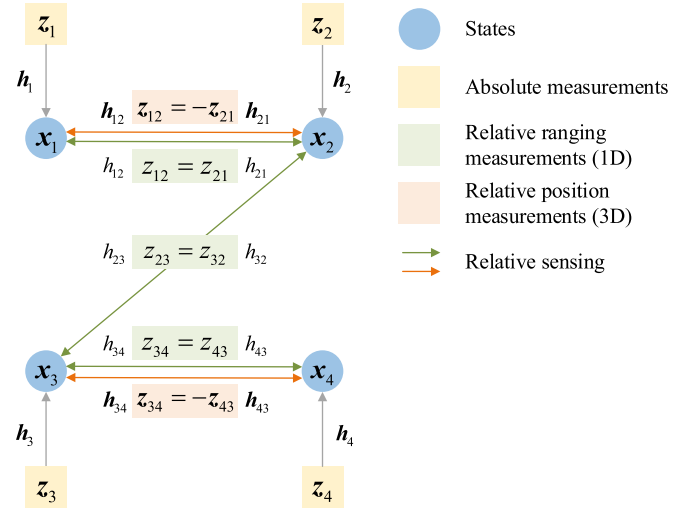 z₁
z₂
States
h₁
h₂
Absolute measurements
h₁₂ z₁₂ = −z₂₁ h₂₁
x₁
x₂
h₁₂ z₁₂ = z₂₁ h₂₁
Relative ranging
measurements (1D)
Relative position
measurements (3D)
h₂₃ z₂₃ = z₃₂ h₃₂
Relative sensing
h₃₄ z₃₄ = z₄₃ h₄₃
x₃
x₄
h₃₄ z₃₄ = −z₄₃ h₄₃
h₃
h₄
z₃
z₄